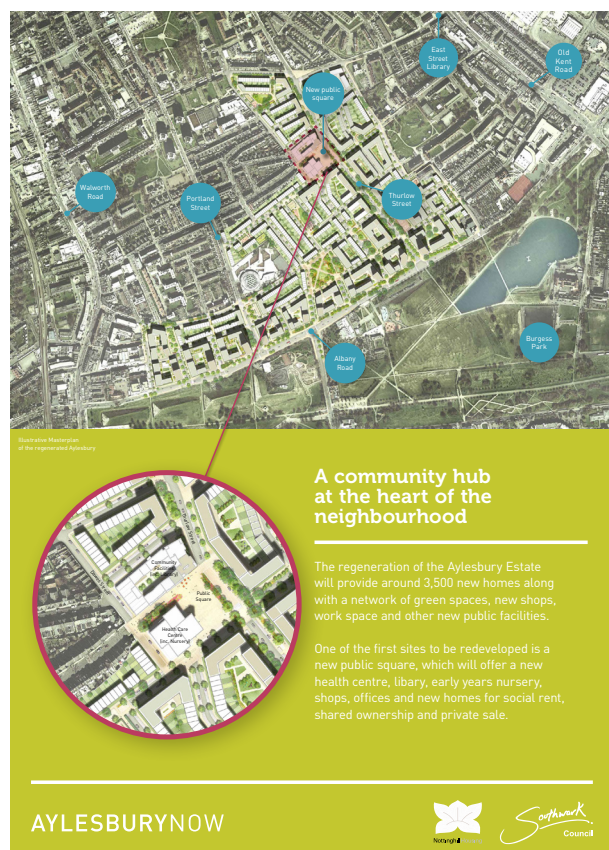 East
Street
Library
Old
Kent
Road
New public
square
Walworth
Road
Portland
Street
Thurlow
Street
Burgess
Park
Albany
Road
Illustrative Masterplan
of the regenerated Aylesbury
A community hub
at the heart of the
neighbourhood
Thurlow Street
Community
Facilities
(inc. Library)
Public
Square
Health Care
Centre
(inc. Nursery)
The regeneration of the Aylesbury Estate
will provide around 3,500 new homes along
with a network of green spaces, new shops,
work space and other new public facilities.
One of the first sites to be redeveloped is a
new public square, which will offer a new
health centre, libary, early years nursery,
shops, offices and new homes for social rent,
shared ownership and private sale.
AYLESBURYNOW
Southwark
Council